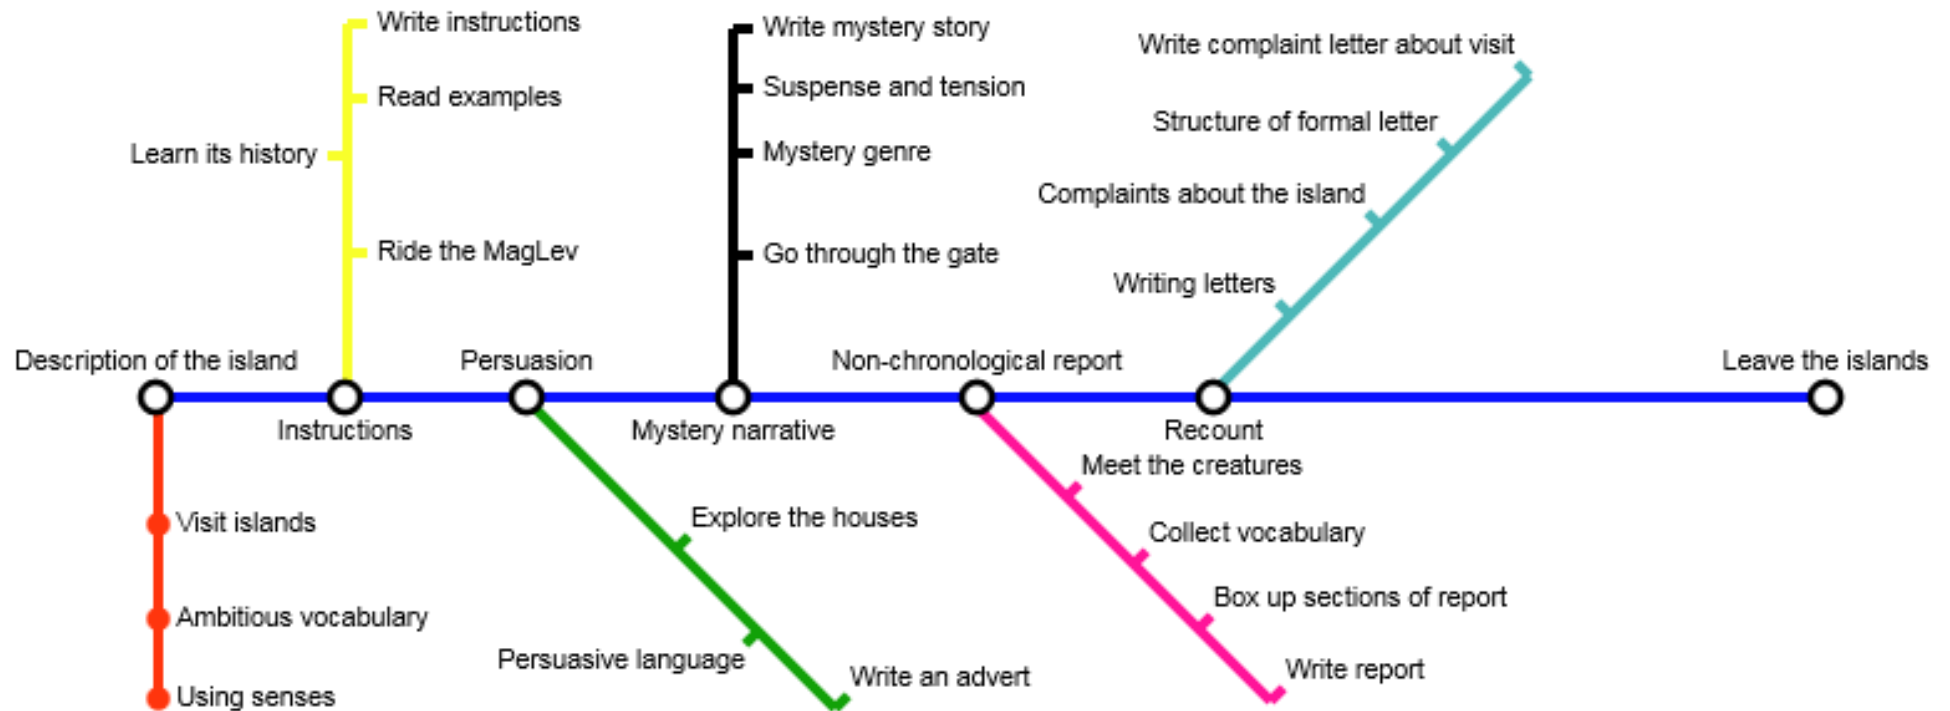 Write instructions
Read examples
Learn its history
Ride the MagLev
Write mystery story
Suspense and tension
Mystery genre
Go through the gate
Write complaint letter about visit
Structure of formal letter
Complaints about the island
Writing letters
Description of the island
Instructions
Persuasion
Mystery narrative
Non-chronological report
Recount
Leave the islands
Visit islands
Ambitious vocabulary
Using senses
Explore the houses
Persuasive language
Write an advert
Meet the creatures
Collect vocabulary
Box up sections of report
Write report